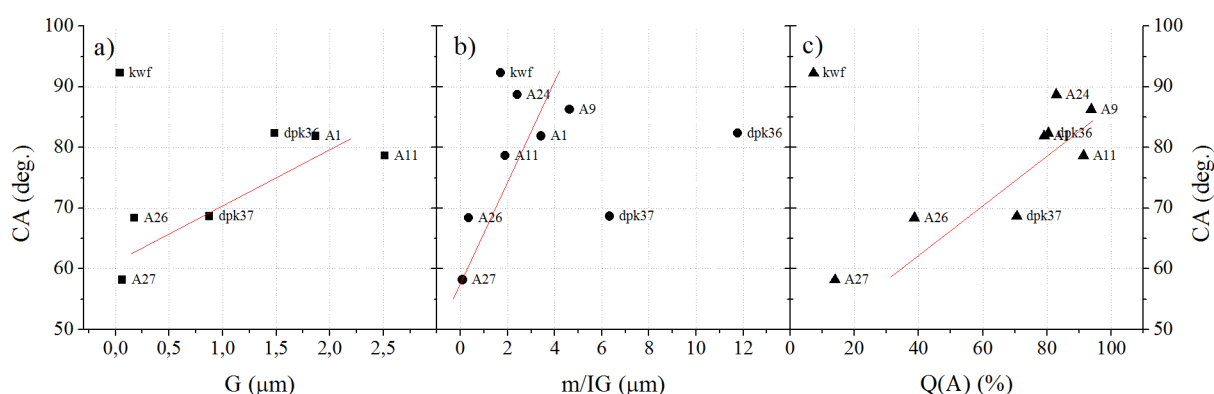 a)
CA (deg.)
100
90
80
70
60
50
kwf
dpk36
A1
A11
A26
dpk37
A27
0,0 0,5 1,0 1,5 2,0 2,5
G (μm)
b)
kwf
A24
A9
A1
dpk36
A11
A26
dpk37
A27
0 2 4 6 8 10 12
m/IG (μm)
c)
kwf
A24
A9
A1
dpk36
A11
A26
dpk37
A27
0 20 40 60 80 100
Q(A) (%)
100
90
80
70
60
50
CA (deg.)